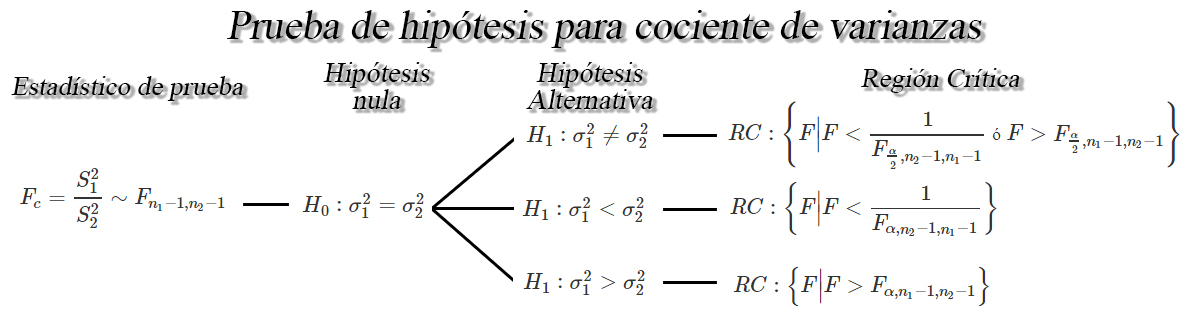 Prueba de hipótesis para cociente de varianzas
Estadístico de prueba
Hipótesis nula
Hipótesis Alternativa
Región Crítica
F_c = \frac{S_1^2}{S_2^2} \sim F_{n_1-1,n_2-1}
H_0 : \sigma_1^2 = \sigma_2^2
H_1 : \sigma_1^2 \neq \sigma_2^2
RC : \left\{ F | F < \frac{1}{F_{\frac{\alpha}{2},n_2-1,n_1-1}} ó F > F_{\frac{\alpha}{2},n_1-1,n_2-1} \right\}
H_1 : \sigma_1^2 < \sigma_2^2
RC : \left\{ F | F < \frac{1}{F_{\alpha,n_2-1,n_1-1}} \right\}
H_1 : \sigma_1^2 > \sigma_2^2
RC : \left\{ F | F > F_{\alpha,n_1-1,n_2-1} \right\}